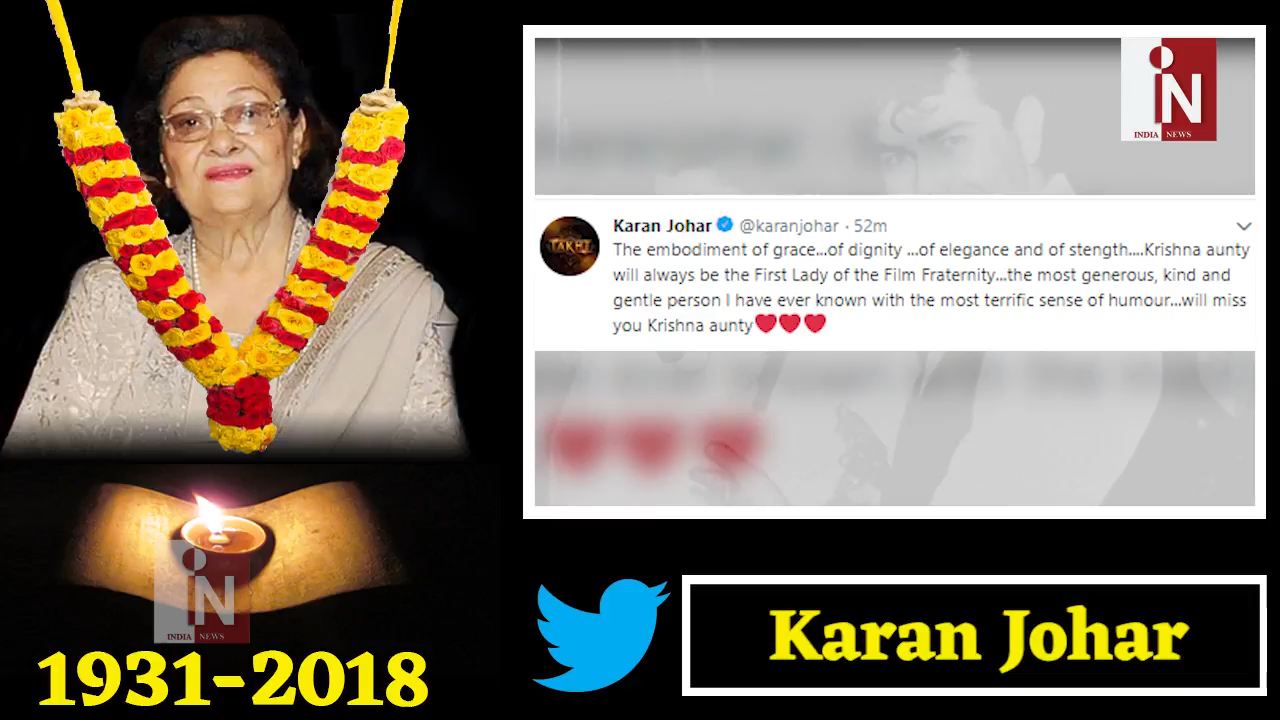 iN
INDIA NEWS
TAKHT
Karan Johar @karanjohar · 52m
The embodiment of grace...of dignity ...of elegance and of stength....Krishna aunty
will always be the First Lady of the Film Fraternity...the most generous, kind and
gentle person I have ever known with the most terrific sense of humour...will miss
you Krishna aunty❤❤❤
iN
INDIA NEWS
1931-2018
Karan Johar